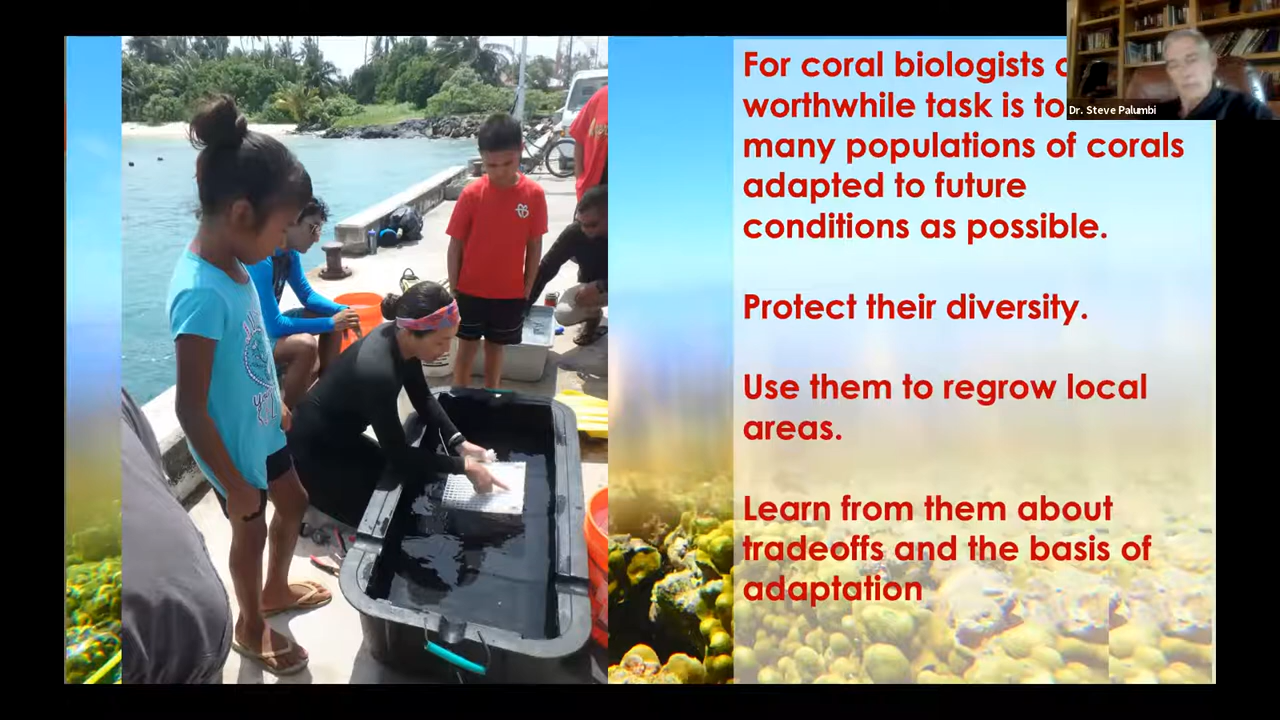 For coral biologists
worthwhile task is to
many populations of corals
adapted to future
conditions as possible.
Protect their diversity.
Use them to regrow local
areas.
Learn from them about
tradeoffs and the basis of
adaptation
Dr. Steve Palumbi